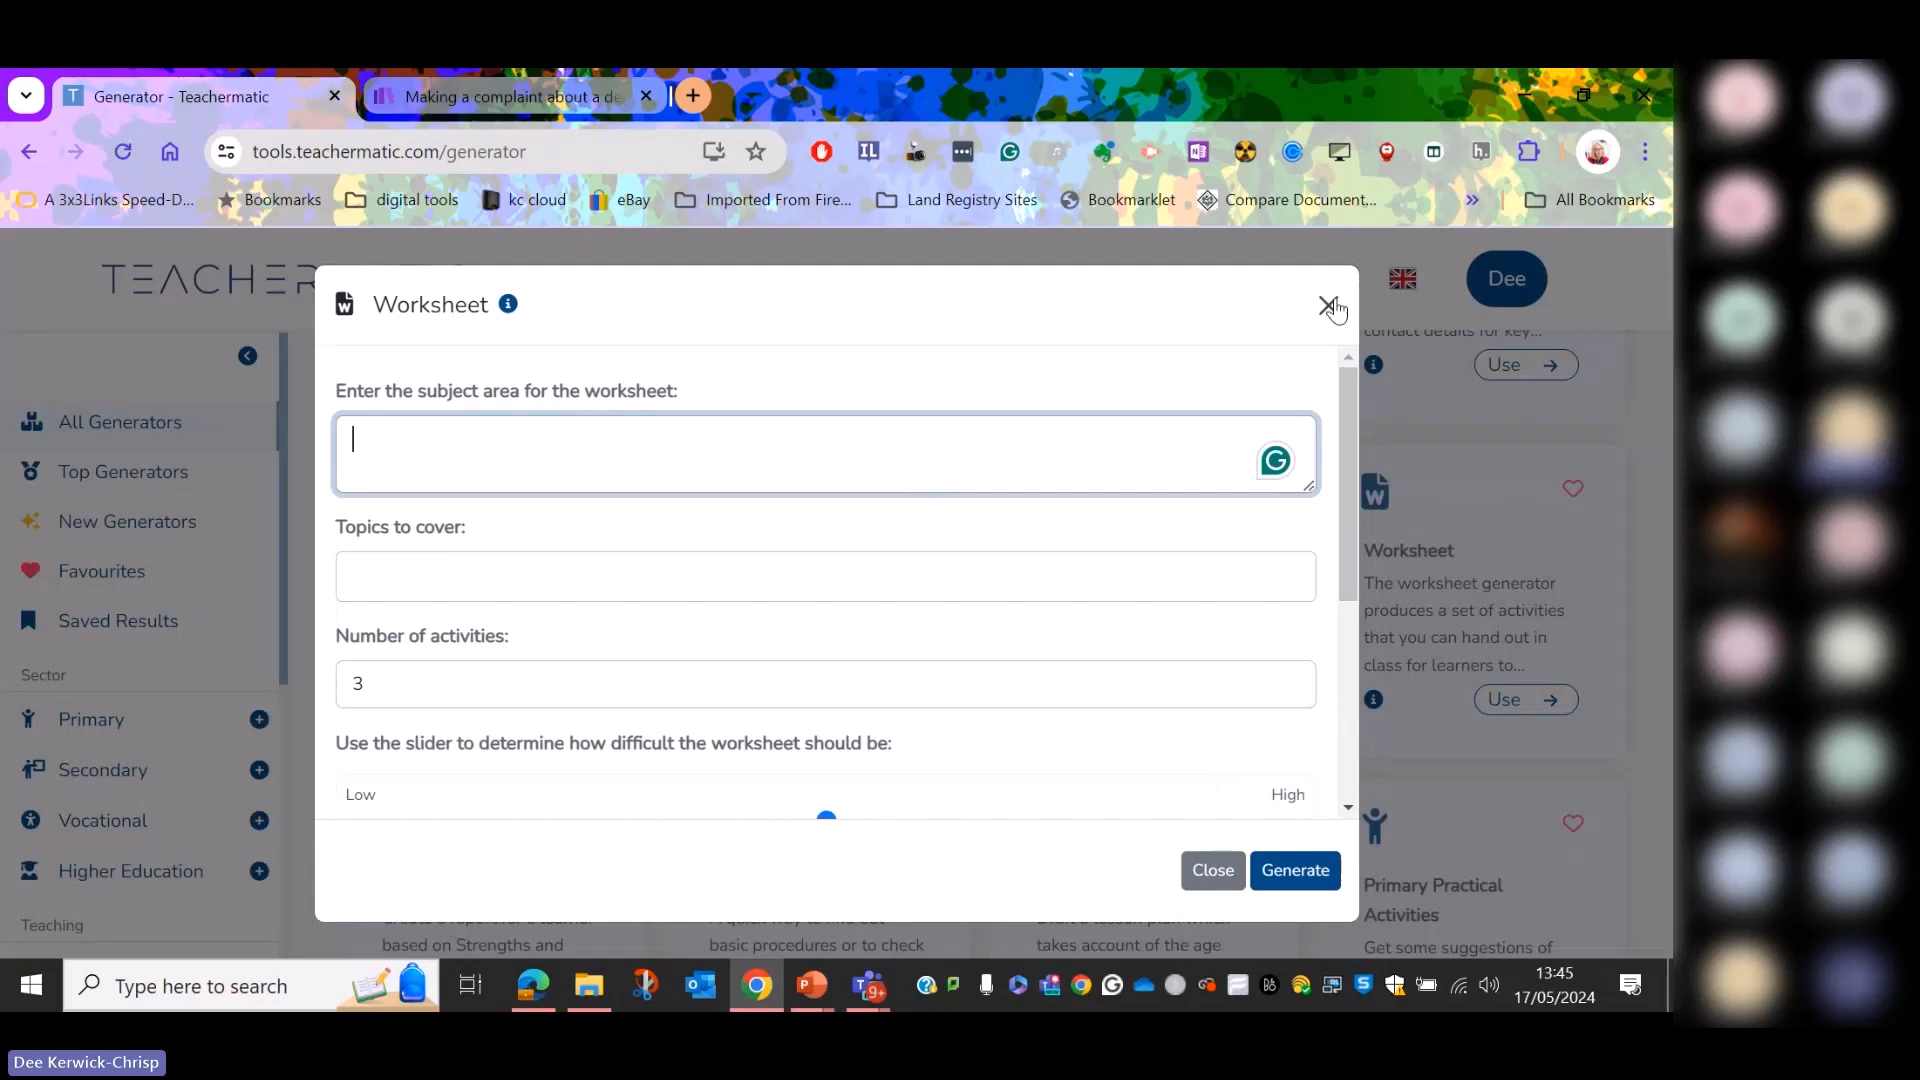 Generator - Teachermatic
Making a complaint about a de
tools.teachermatic.com/generator
A 3x3Links Speed-D...
Bookmarks
digital tools
kc cloud
eBay
Imported From Fire...
Land Registry Sites
Bookmarklet
Compare Document,...
All Bookmarks
TEACHER
Dee
Worksheet
Enter the subject area for the worksheet:
Topics to cover:
Number of activities:
3
Use the slider to determine how difficult the worksheet should be:
Low
High
Close
Generate
All Generators
Top Generators
New Generators
Favourites
Saved Results
Sector
Primary
Secondary
Vocational
Higher Education
Teaching
contact details for key...
Use
Worksheet
The worksheet generator
produces a set of activities
that you can hand out in
class for learners to...
Use
Primary Practical
Activities
Get some suggestions of
based on Strengths and
basic procedures or to check
takes account of the age
Type here to search
9+
13:45
17/05/2024
Dee Kerwick-Chrisp